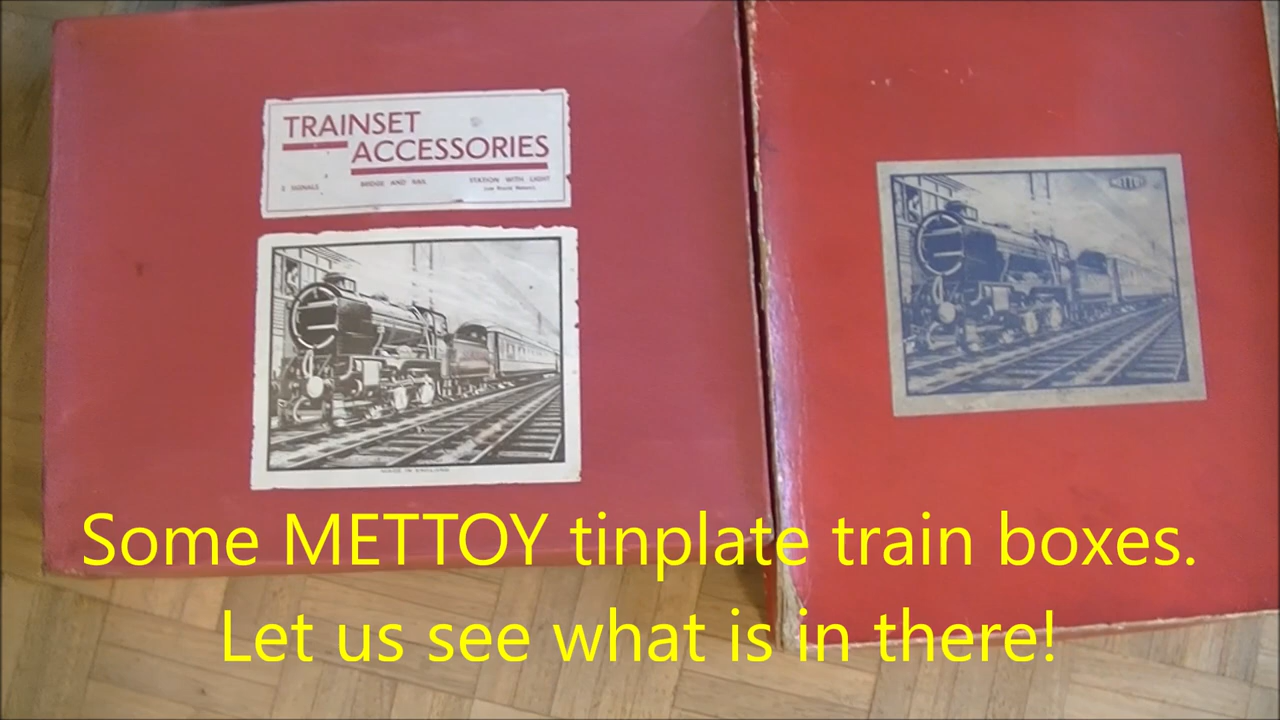 TRAINSET
ACCESSORIES
2 SIGNALS BRIDGE AND RAIL STATION WITH LIGHT
METTOY
MADE IN ENGLAND
Some METTOY tinplate train boxes.
Let us see what is in there!